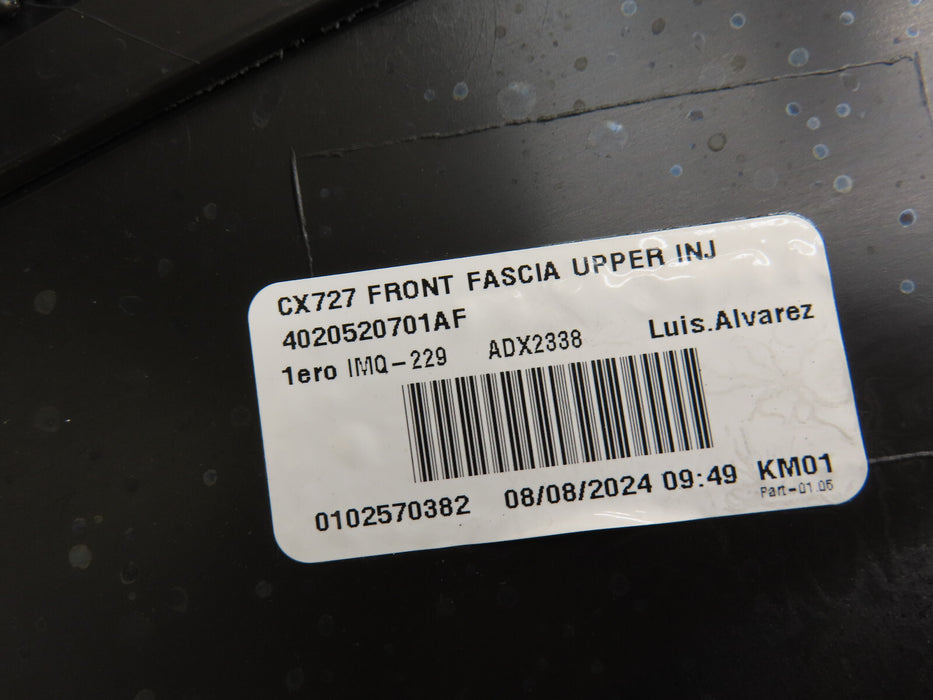 CX727 FRONT FASCIA UPPER INJ
4020520701AF
1ero IMQ-229 ADX2338 Luis.Alvarez
0102570382 08/08/2024 09:49 KM01
Part-01.05